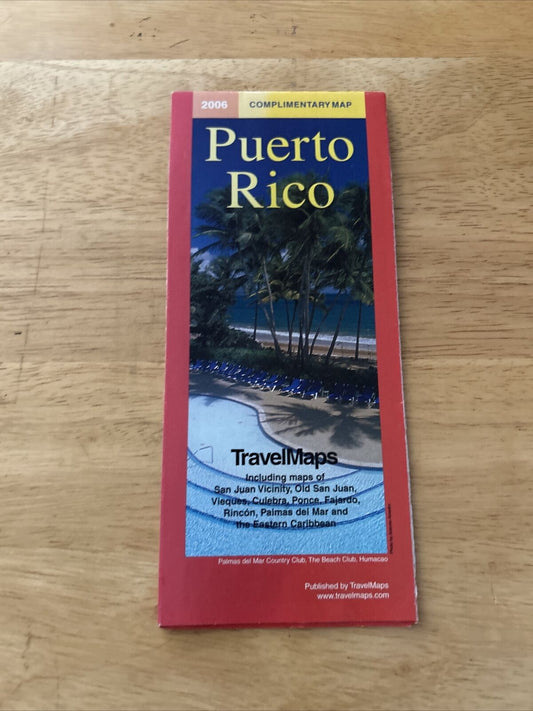 2006 COMPLIMENTARY MAP
Puerto
Rico
TravelMaps
Including maps of
San Juan Vicinity, Old San Juan,
Vieques, Culebra, Ponce, Fajardo,
Rincón, Palmas del Mar and
the Eastern Caribbean
Palmas del Mar Country Club, The Beach Club, Humacao
Published by TravelMaps
www.travelmaps.com